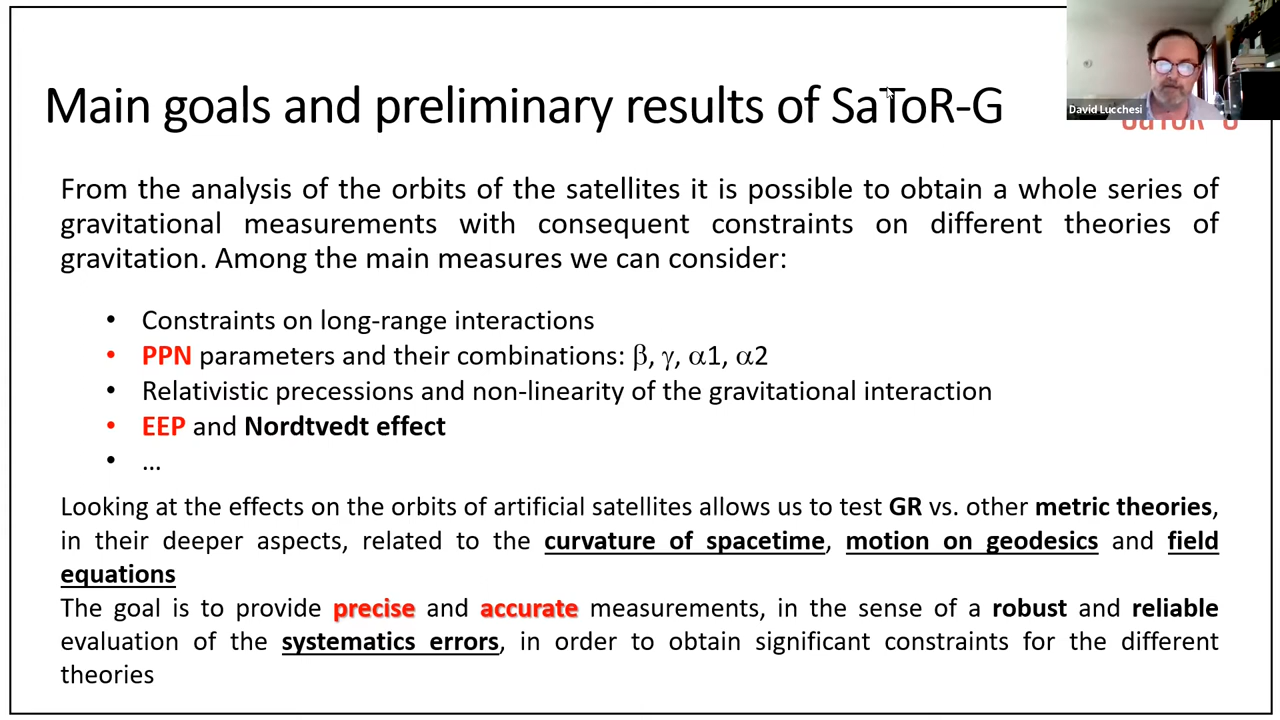 David Lucchesi
Main goals and preliminary results of SaToR-G
From the analysis of the orbits of the satellites it is possible to obtain a whole series of
gravitational measurements with consequent constraints on different theories of
gravitation. Among the main measures we can consider:
• Constraints on long-range interactions
• PPN parameters and their combinations: β, γ, α1, α2
• Relativistic precessions and non-linearity of the gravitational interaction
• EEP and Nordtvedt effect
• …
Looking at the effects on the orbits of artificial satellites allows us to test GR vs. other metric theories,
in their deeper aspects, related to the curvature of spacetime, motion on geodesics and field
equations
The goal is to provide precise and accurate measurements, in the sense of a robust and reliable
evaluation of the systematics errors, in order to obtain significant constraints for the different
theories